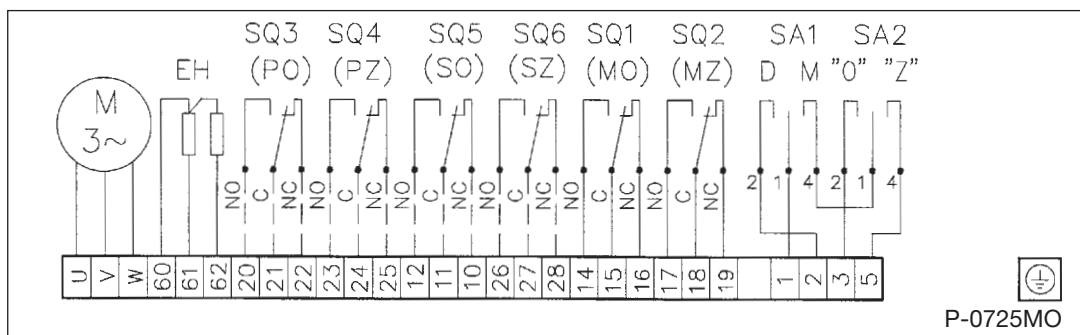 SQ3 SQ4 SQ5 SQ6 SQ1 SQ2 SA1 SA2
EH (PO) (PZ) (SO) (SZ) (MO) (MZ) D M "O" "Z"
M
3~
2 1 4 2 1 4
NO C NC NO C NC NO C NC NO C NC NO C NC NO C NC
U V W 60 61 62 20 21 22 23 24 25 12 11 10 26 27 28 14 15 16 17 18 19 1 2 3 5
P-0725MO